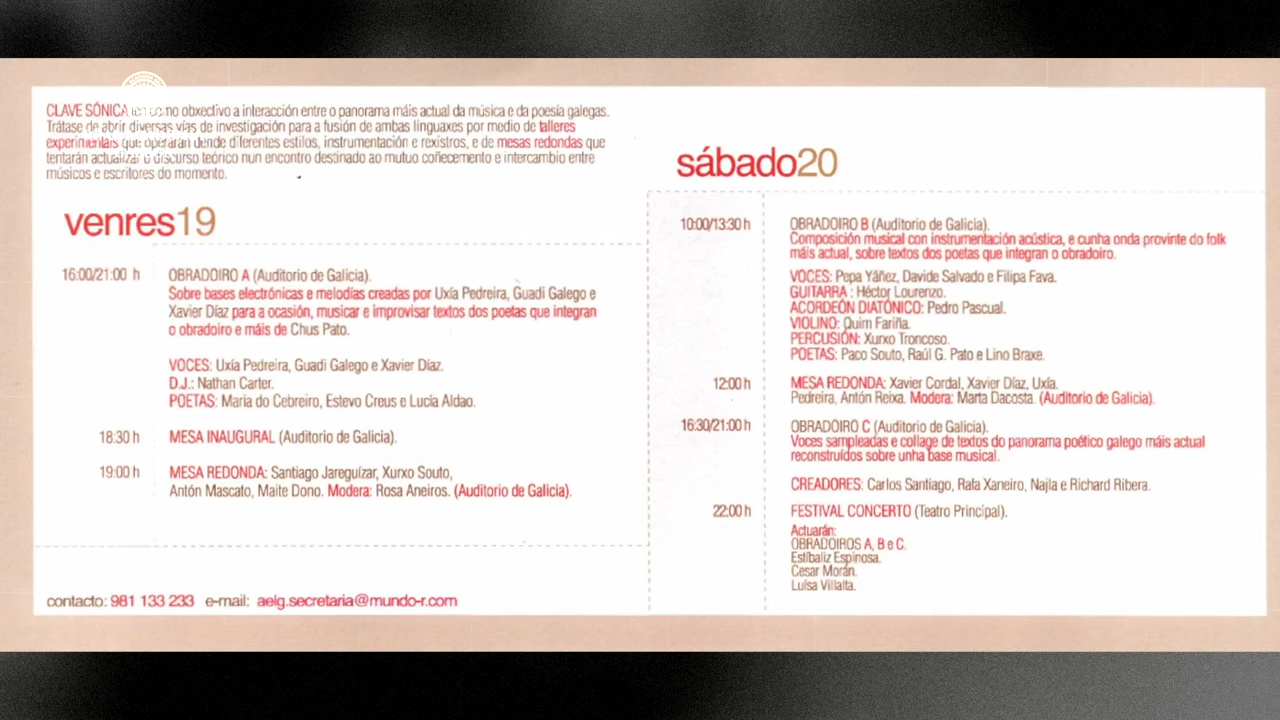 CLAVE SÓNICA ten como obxectivo a interacción entre o panorama máis actual da música e da poesía galegas.
Trátase de abrir diversas vías de investigación para a fusión de ambas linguaxes por medio de talleres
experimentais que operarán dende diferentes estilos, instrumentación e rexistros, e de mesas redondas que
tentarán actualizar o discurso teórico nun encontro destinado ao mutuo coñecemento e intercambio entre
músicos e escritores do momento.
venres19
16:00/21:00 h OBRADOIRO A (Auditorio de Galicia).
Sobre bases electrónicas e melodías creadas por Uxía Pedreira, Guadi Galego e
Xavier Díaz para a ocasión, musicar e improvisar textos dos poetas que integran
o obradoiro e máis de Chus Pato.
VOCES: Uxía Pedreira, Guadi Galego e Xavier Díaz.
D.J.: Nathan Carter.
POETAS: Maria do Cebreiro, Estevo Creus e Lucía Aldao.
18:30 h MESA INAUGURAL (Auditorio de Galicia).
19:00 h MESA REDONDA: Santiago Jareguízar, Xurxo Souto,
Antón Mascato, Maite Dono. Modera: Rosa Aneiros. (Auditorio de Galicia).
contacto: 981 133 233 e-mail: aelg.secretaria@mundo-r.com
sábado20
10:00/13:30 h OBRADOIRO B (Auditorio de Galicia).
Composición musical con instrumentación acústica, e cunha onda provinte do folk
máis actual, sobre textos dos poetas que integran o obradoiro.
VOCES: Pepa Yáñez, Davide Salvado e Filipa Fava.
GUITARRA : Héctor Lourenzo.
ACORDEÓN DIATÓNICO: Pedro Pascual.
VIOLINO: Quim Fariña.
PERCUSIÓN: Xurxo Troncoso.
POETAS: Paco Souto, Raúl G. Pato e Lino Braxe.
12:00 h MESA REDONDA: Xavier Cordal, Xavier Díaz, Uxía.
Pedreira, Antón Reixa. Modera: Marta Dacosta. (Auditorio de Galicia).
16:30/21:00 h OBRADOIRO C (Auditorio de Galicia).
Voces sampleadas e collage de textos do panorama poético galego máis actual
reconstruídos sobre unha base musical.
CREADORES: Carlos Santiago, Rafa Xaneiro, Najla e Richard Ribera.
22:00 h FESTIVAL CONCERTO (Teatro Principal).
Actuarán:
OBRADOIROS A, B e C.
Estíbaliz Espinosa.
Cesar Morán.
Luísa Villalta.